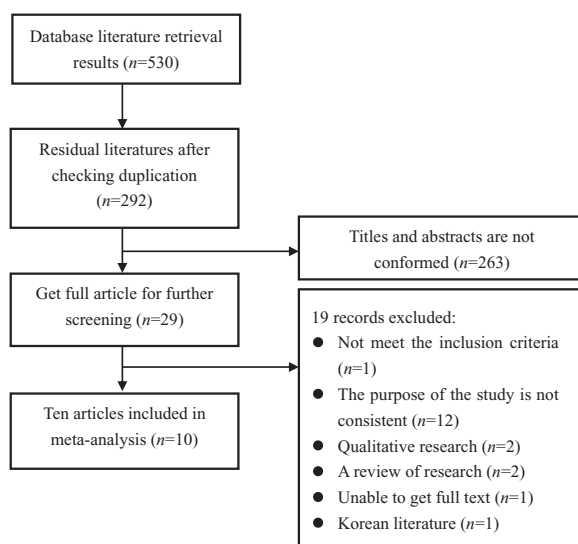 Database literature retrieval
results (n=530)
Residual literatures after
checking duplication
(n=292)
Titles and abstracts are not
conformed (n=263)
Get full article for further
screening (n=29)
19 records excluded:
● Not meet the inclusion criteria
(n=1)
● The purpose of the study is not
consistent (n=12)
● Qualitative research (n=2)
● A review of research (n=2)
● Unable to get full text (n=1)
● Korean literature (n=1)
Ten articles included in
meta-analysis (n=10)